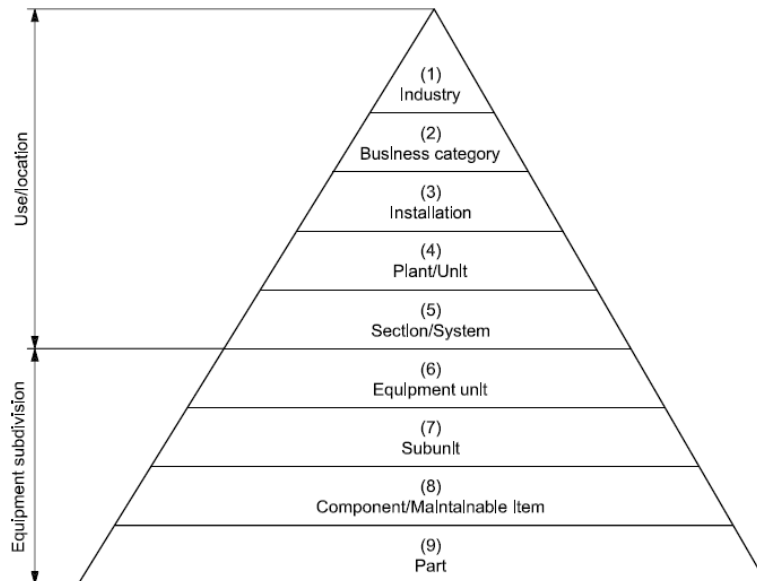 (1)
Industry
(2)
Business category
(3)
Installation
(4)
Plant/Unit
(5)
Section/System
(6)
Equipment unit
(7)
Subunit
(8)
Component/Maintainable Item
(9)
Part
Use/location
Equipment subdivision